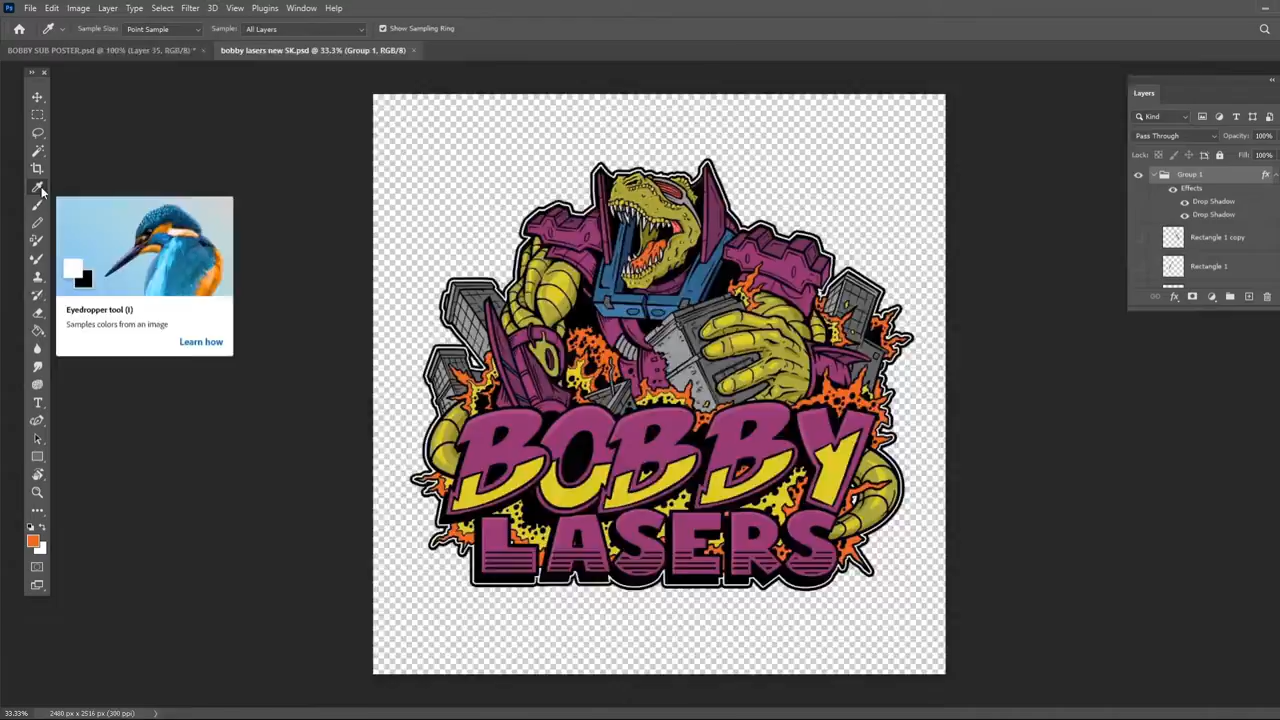 Ps File Edit Image Layer Type Select Filter 3D View Plugins Window Help
Sample Size: Point Sample Sample: All Layers Show Sampling Ring
BOBBY SUB POSTER.psd @ 100% (Layer 35, RGB/8) * × bobby lasers new SK.psd @ 33.3% (Group 1, RGB/8) ×
Layers
Kind
Pass Through Opacity: 100%
Lock: Fill: 100%
Group 1 fx
Effects
Drop Shadow
Drop Shadow
Rectangle 1 copy
Rectangle 1
fx
Eyedropper tool (I)
Samples colors from an image
Learn how
BOBBY
LASERS
33.33% 2480 px x 2516 px (300 ppi)